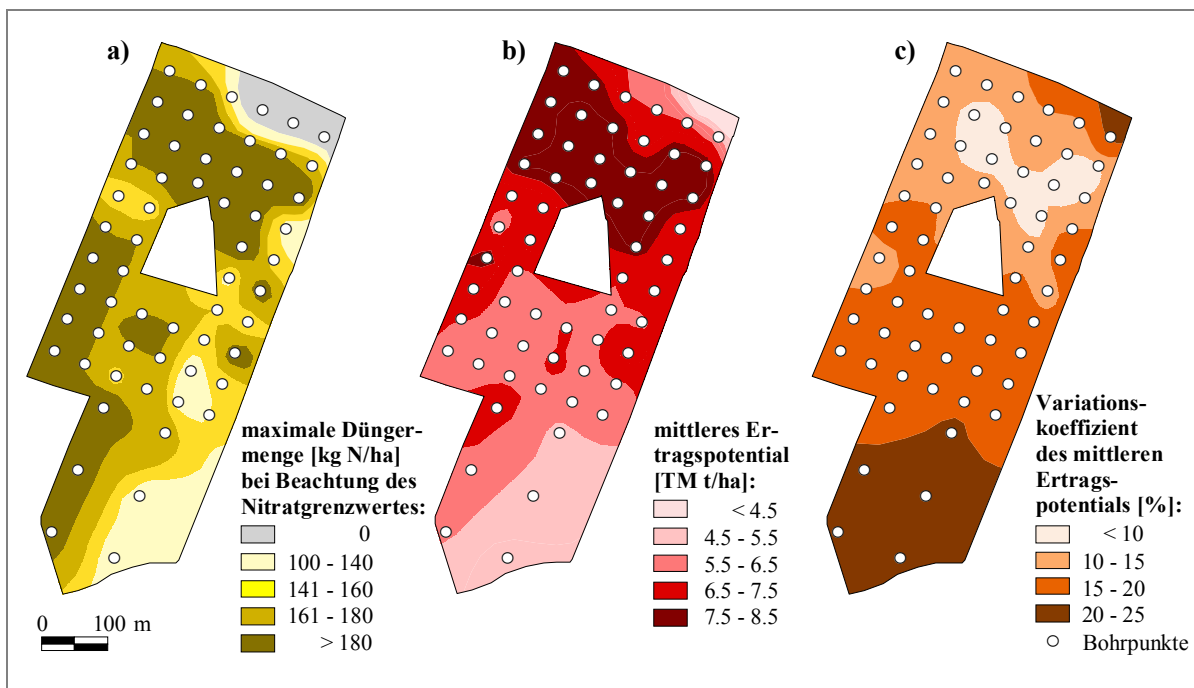 a)
b)
c)
maximale Dünger-
menge [kg N/ha]
bei Beachtung des
Nitratgrenzwertes:
0
100 - 140
141 - 160
161 - 180
> 180
0 100 m
mittleres Er-
tragspotential
[TM t/ha]:
< 4.5
4.5 - 5.5
5.5 - 6.5
6.5 - 7.5
7.5 - 8.5
Variations-
koeffizient
des mittleren
Ertrags-
potentials [%]:
< 10
10 - 15
15 - 20
20 - 25
Bohrpunkte